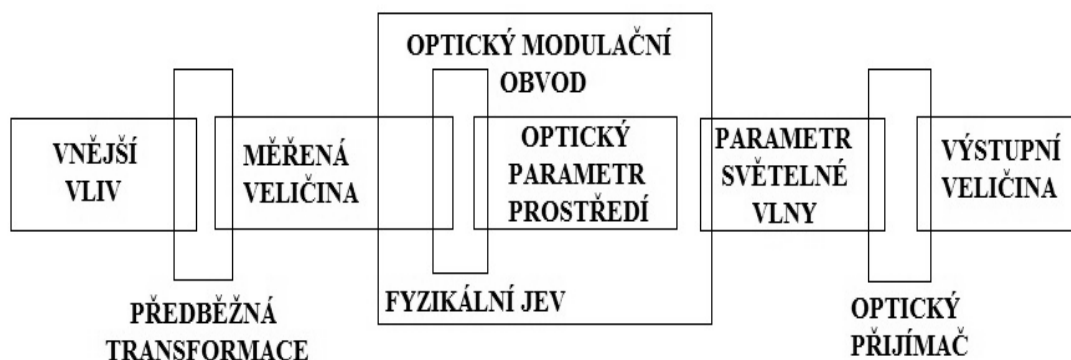 OPTICKÝ MODULAČNÍ
OBVOD
VNĚJŠÍ
VLIV
MĚŘENÁ
VELIČINA
OPTICKÝ
PARAMETR
PROSTŘEDÍ
PARAMETR
SVĚTELNÉ
VLNY
VÝSTUPNÍ
VELIČINA
PŘEDBĚŽNÁ
TRANSFORMACE
FYZIKÁLNÍ JEV
OPTICKÝ
PŘIJÍMAČ